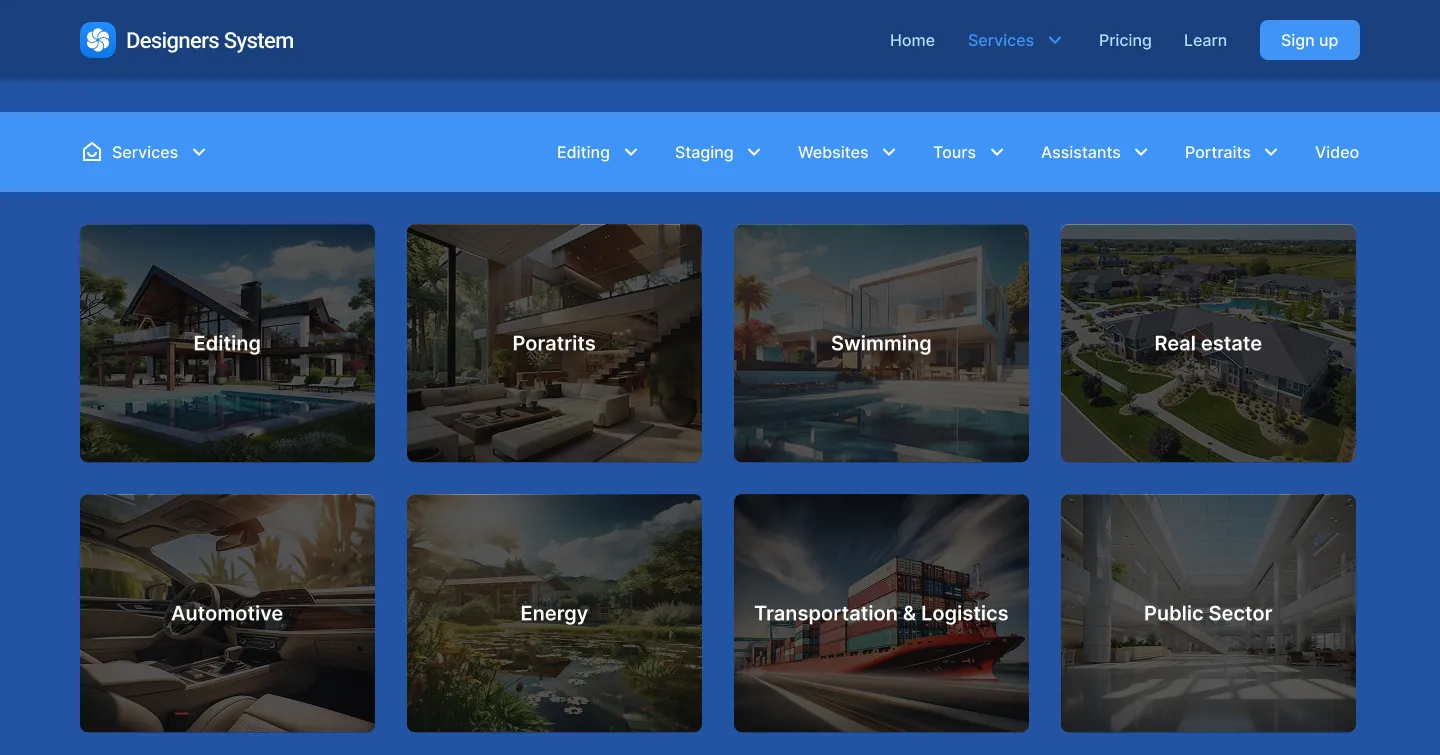 Designers System
Home Services Pricing Learn Sign up
Services Editing Staging Websites Tours Assistants Portraits Video
Editing Poratrits Swimming Real estate
Automotive Energy Transportation & Logistics Public Sector